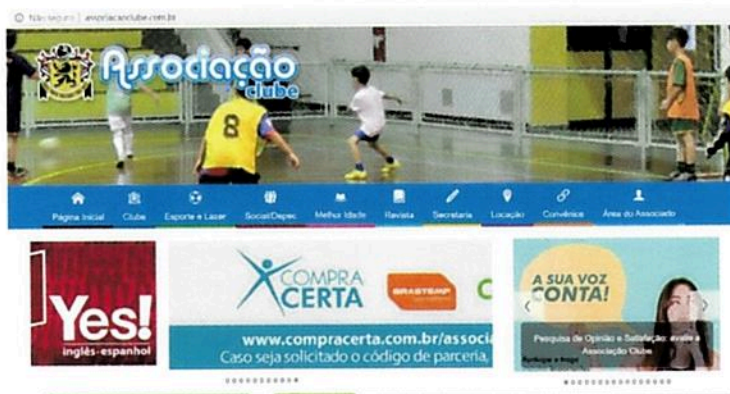 Não seguro | associacaoclube.com.br
Associação
clube
8
Página Inicial Clube Esporte e Lazer Social/Depec Melhor Idade Revista Secretaria Locação Convênios Área do Associado
Yes!
inglês-espanhol
COMPRA
CERTA
BRASTEMP
www.compracerta.com.br/associa
Caso seja solicitado o código de parceria,
A SUA VOZ
CONTA!
Pesquisa de Opinião e Satisfação: avalie a
Associação Clube
Participe e traga